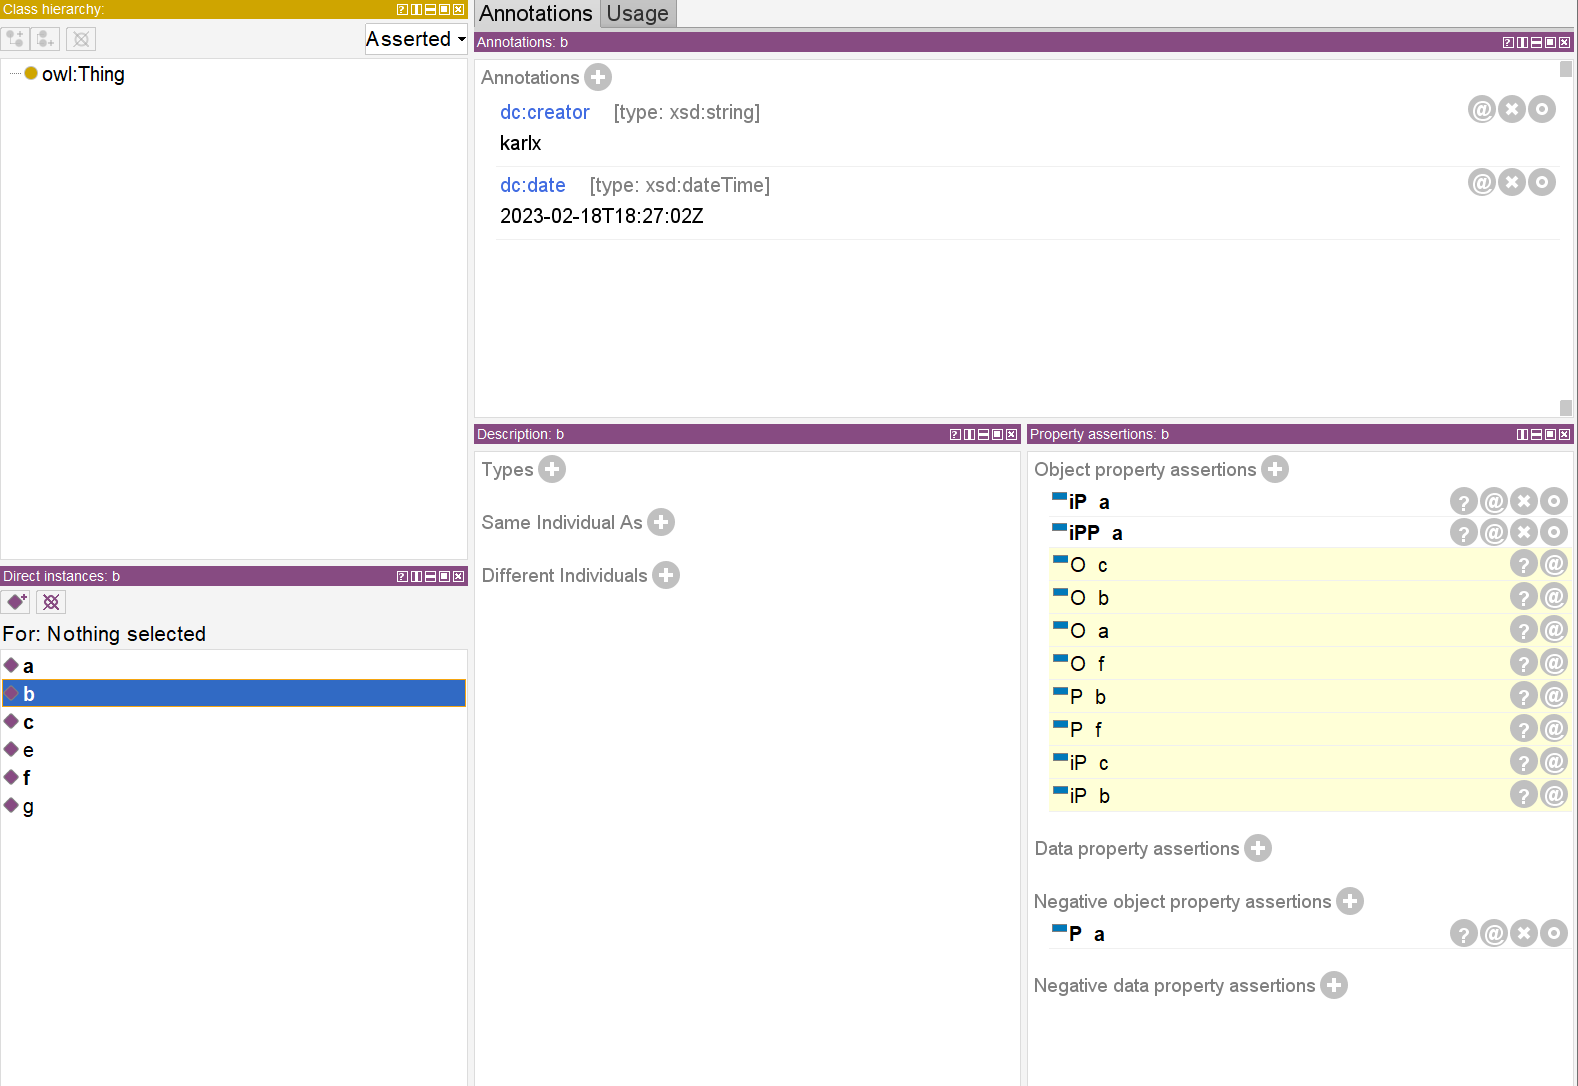 Class hierarchy:
Asserted
owl:Thing
Direct instances: b
For: Nothing selected
a
b
c
e
f
g
Annotations Usage
Annotations: b
Annotations
dc:creator [type: xsd:string]
karlx
dc:date [type: xsd:dateTime]
2023-02-18T18:27:02Z
Description: b
Types
Same Individual As
Different Individuals
Property assertions: b
Object property assertions
iP a
iPP a
O c
O b
O a
O f
P b
P f
iP c
iP b
Data property assertions
Negative object property assertions
P a
Negative data property assertions